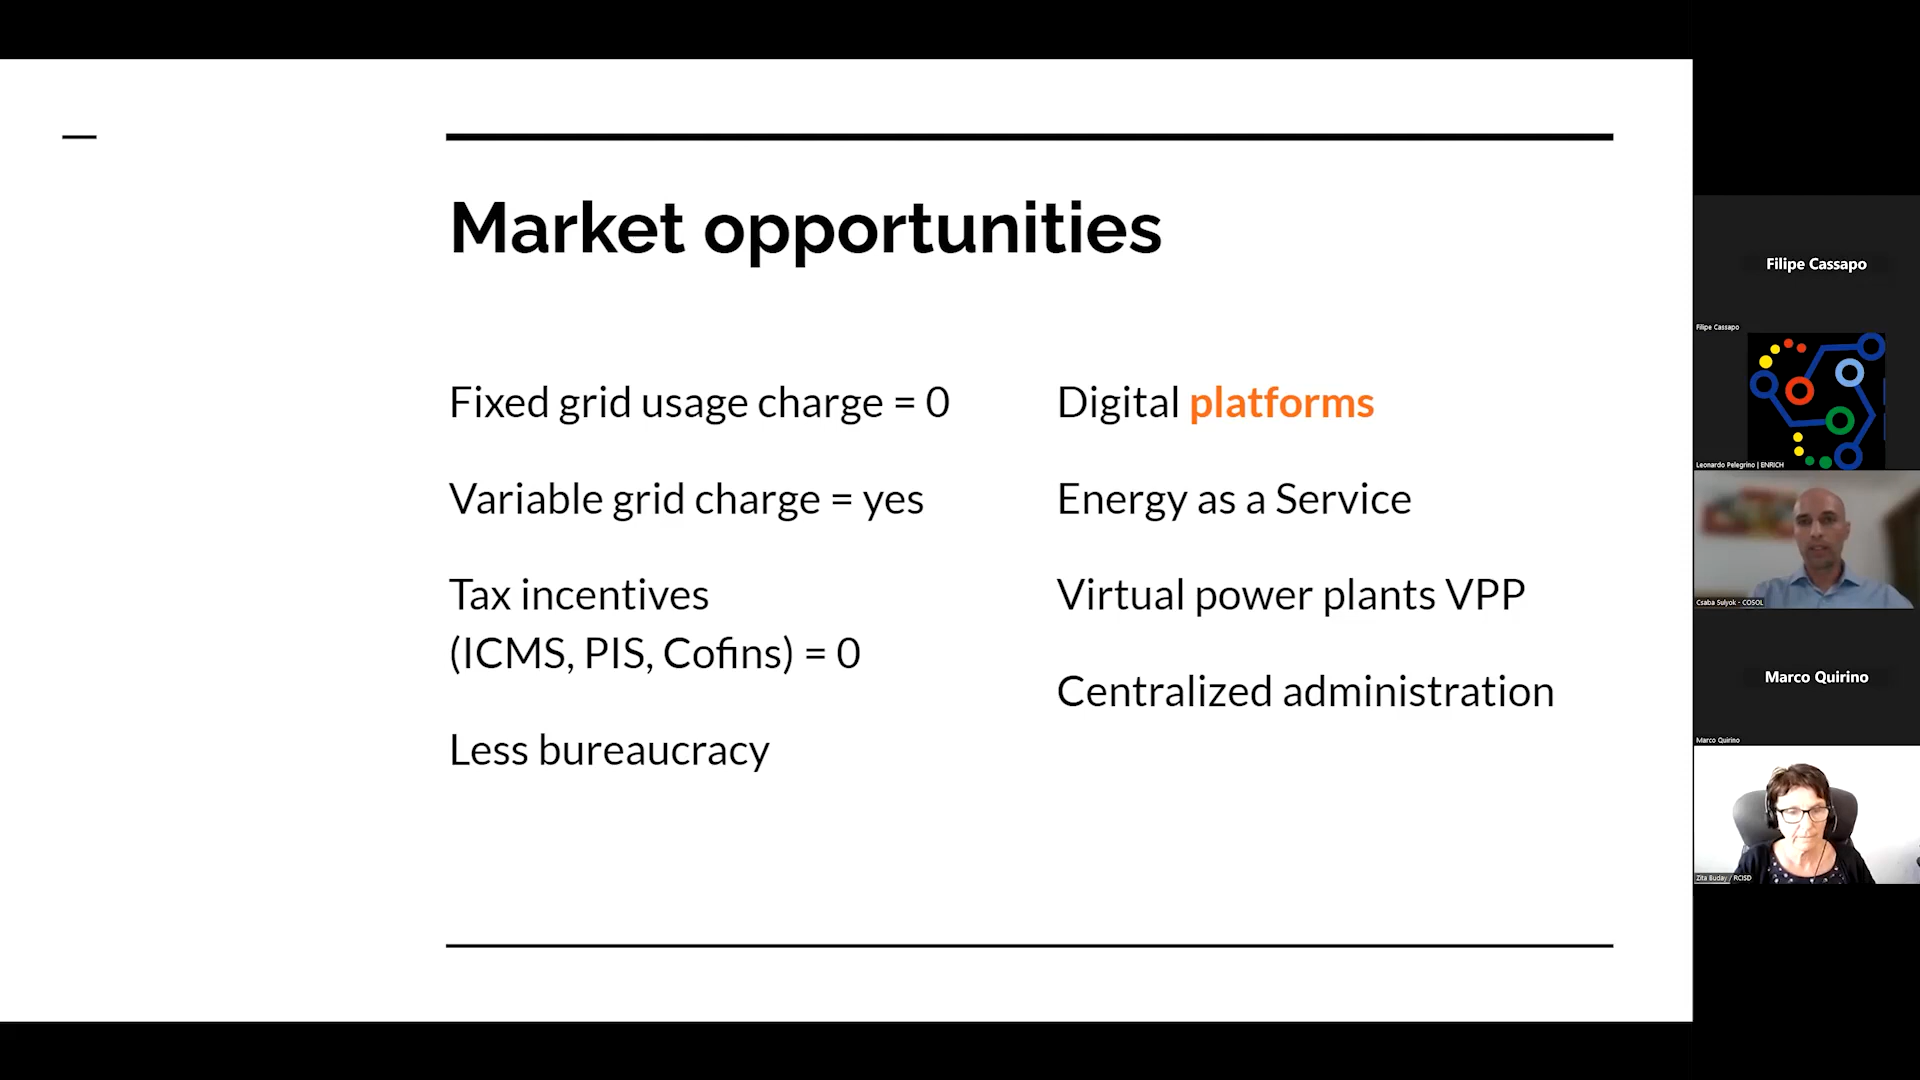 Market opportunities
Fixed grid usage charge = 0
Variable grid charge = yes
Tax incentives
(ICMS, PIS, Cofins) = 0
Less bureaucracy
Digital platforms
Energy as a Service
Virtual power plants VPP
Centralized administration
Filipe Cassapo
Filipe Cassapo
Leonardo Pelegrino | ENRICH
Csaba Sulyok - COSOL
Marco Quirino
Marco Quirino
Zita Buday / RCISD